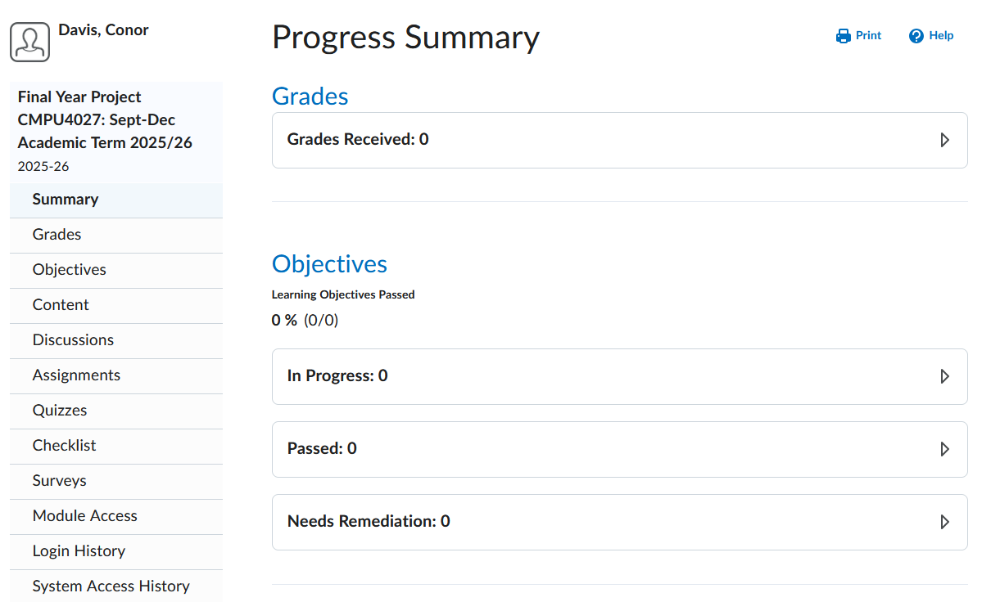 Davis, Conor
Progress Summary
Print
Help
Final Year Project
CMPU4027: Sept-Dec
Academic Term 2025/26
2025-26
Summary
Grades
Objectives
Content
Discussions
Assignments
Quizzes
Checklist
Surveys
Module Access
Login History
System Access History
Grades
Grades Received: 0
Objectives
Learning Objectives Passed
0 % (0/0)
In Progress: 0
Passed: 0
Needs Remediation: 0